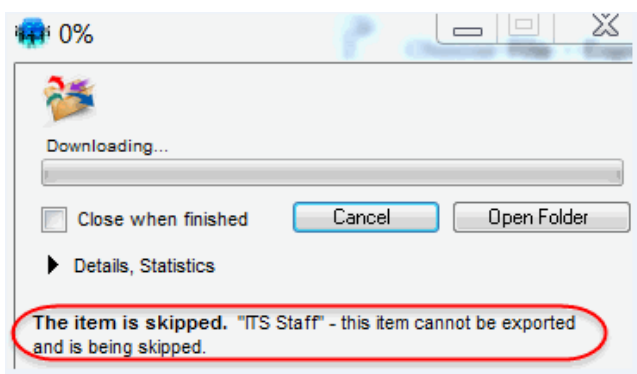 0%
Downloading...
Close when finished
Cancel
Open Folder
Details, Statistics
The item is skipped. "ITS Staff" - this item cannot be exported
and is being skipped.